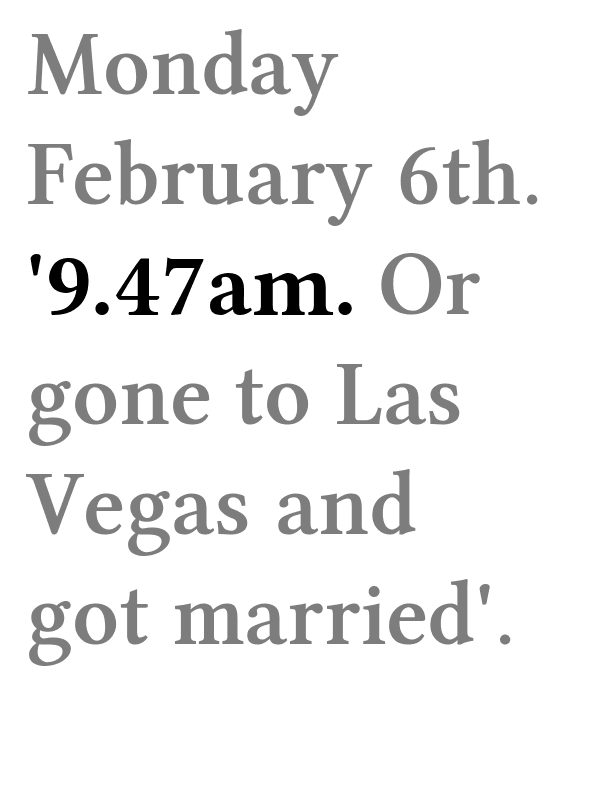 Monday
February 6th.
'9.47am. Or
gone to Las
Vegas and
got married'.